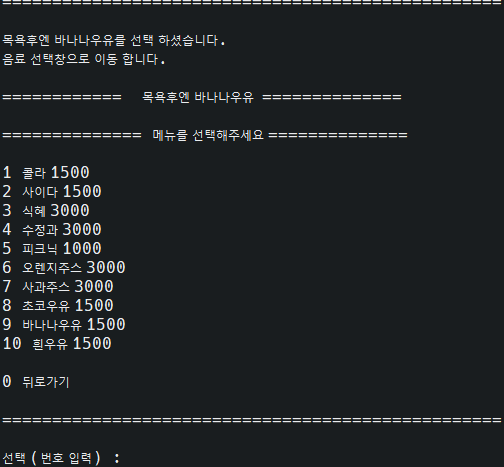 ==================================================
목욕후엔 바나나우유를 선택 하셨습니다.
음료 선택창으로 이동 합니다.
============ 목욕후엔 바나나우유 ==============
============== 메뉴를 선택해주세요 ==============
1 콜라 1500
2 사이다 1500
3 식혜 3000
4 수정과 3000
5 피크닉 1000
6 오렌지주스 3000
7 사과주스 3000
8 초코우유 1500
9 바나나우유 1500
10 흰우유 1500
0 뒤로가기
==================================================
선택 ( 번호 입력 ) :